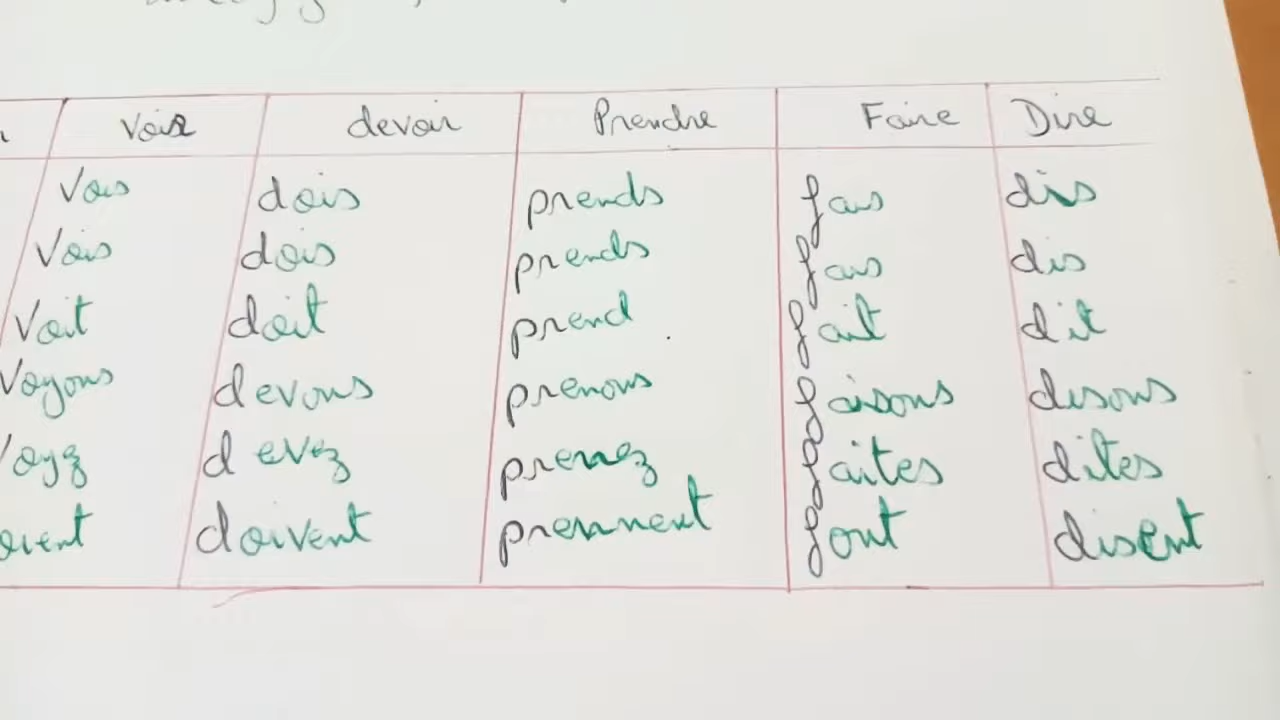 Voir devoir Prendre Faire Dire
Vois dois prends fais dis
Vois dois prends fais dis
Voit doit prend fait dit
Voyons devons prenons faisons disons
Voyez devez prenez faites dites
doivent prennent font disent